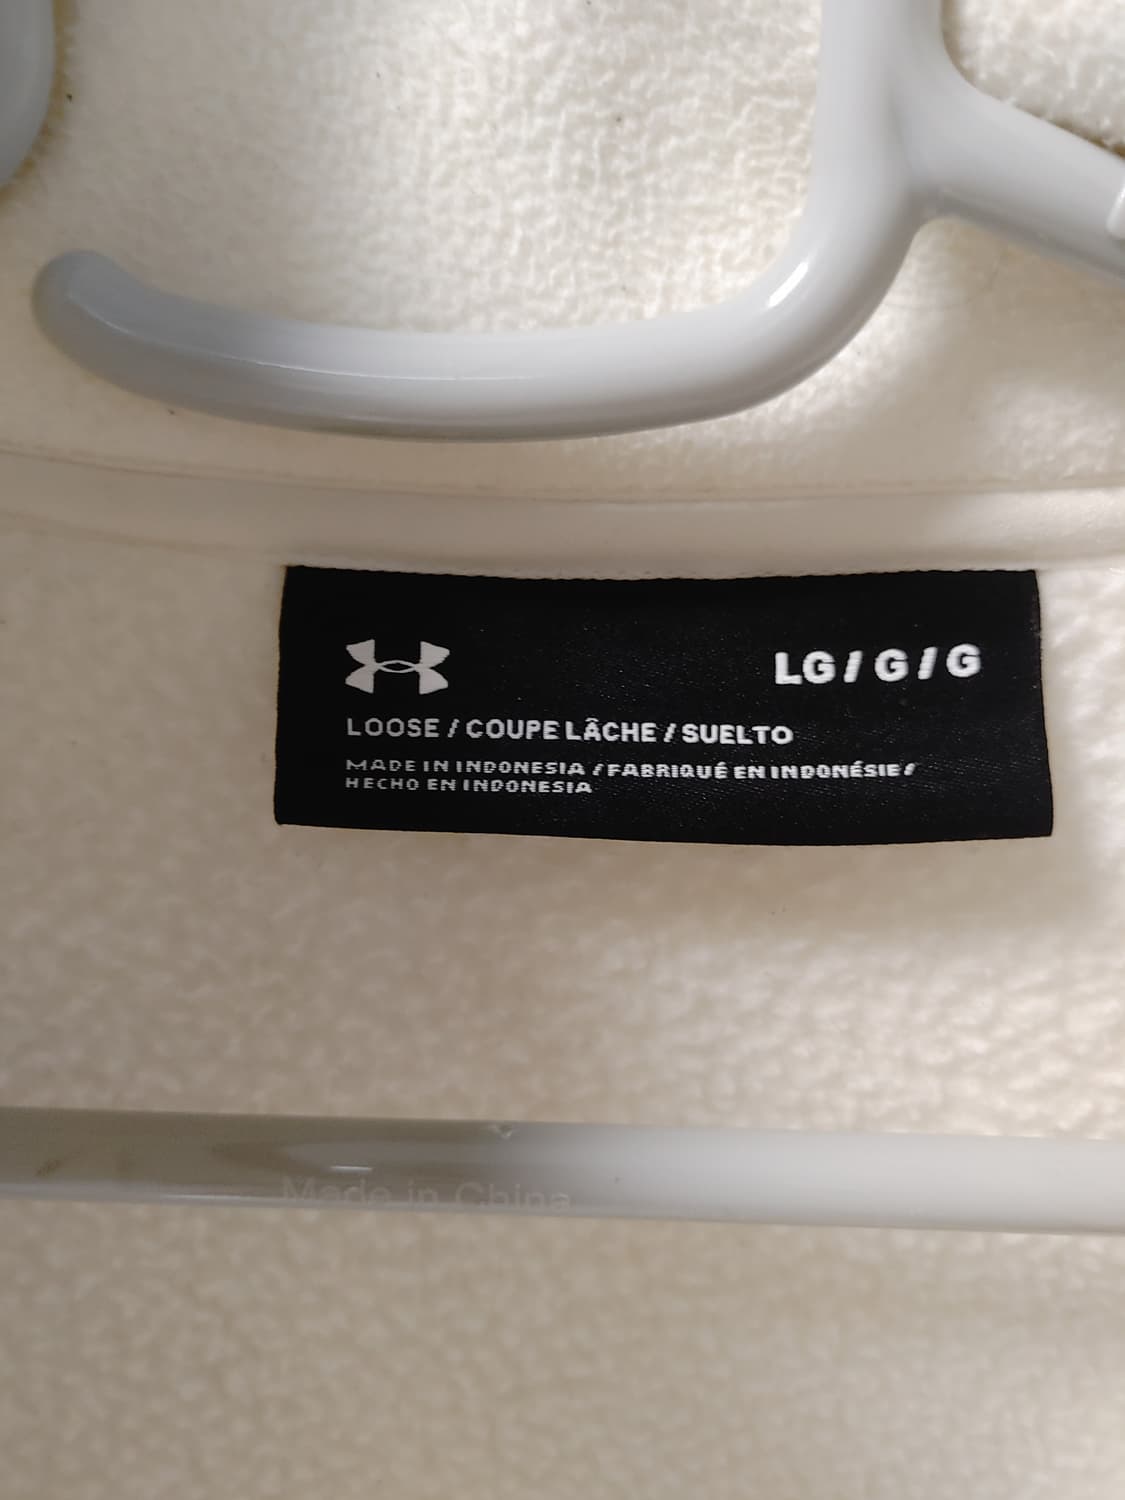 LG / G / G
LOOSE / COUPE LÂCHE / SUELTO
MADE IN INDONESIA / FABRIQUÉ EN INDONÉSIE /
HECHO EN INDONESIA
Made in China